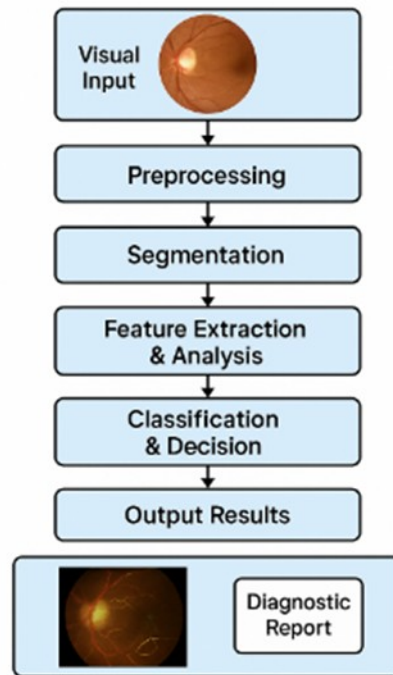 Visual
Input
Preprocessing
Segmentation
Feature Extraction
& Analysis
Classification
& Decision
Output Results
Diagnostic
Report